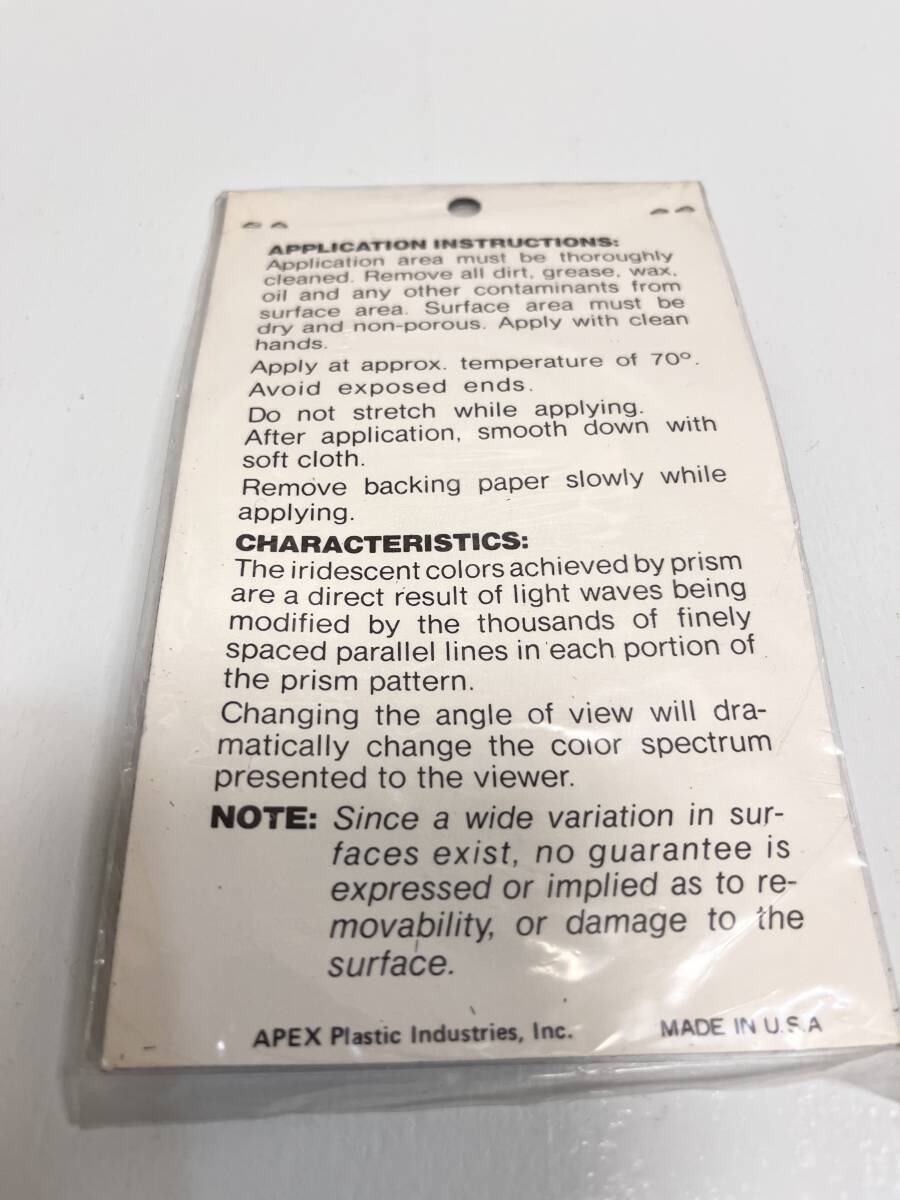 APPLICATION INSTRUCTIONS:
Application area must be thoroughly
cleaned. Remove all dirt, grease, wax,
oil and any other contaminants from
surface area. Surface area must be
dry and non-porous. Apply with clean
hands.
Apply at approx. temperature of 70º.
Avoid exposed ends.
Do not stretch while applying.
After application, smooth down with
soft cloth.
Remove backing paper slowly while
applying.
CHARACTERISTICS:
The iridescent colors achieved by prism
are a direct result of light waves being
modified by the thousands of finely
spaced parallel lines in each portion of
the prism pattern.
Changing the angle of view will dra-
matically change the color spectrum
presented to the viewer.
NOTE: Since a wide variation in sur-
faces exist, no guarantee is
expressed or implied as to re-
movability, or damage to the
surface.
APEX Plastic Industries, Inc. MADE IN U.S.A